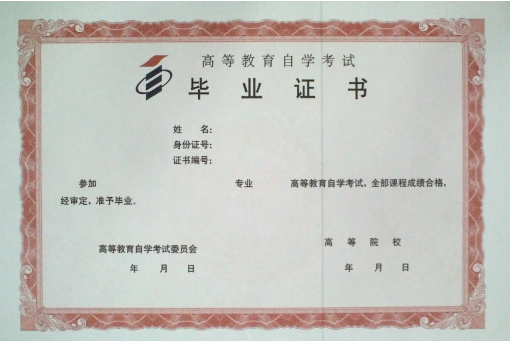 高等教育自学考试
毕业证书
姓 名:
身份证号:
证书编号:
参加 专业 高等教育自学考试，全部课程成绩合格，
经审定，准予毕业。
高等教育自学考试委员会 高等院校
年 月 日 年 月 日